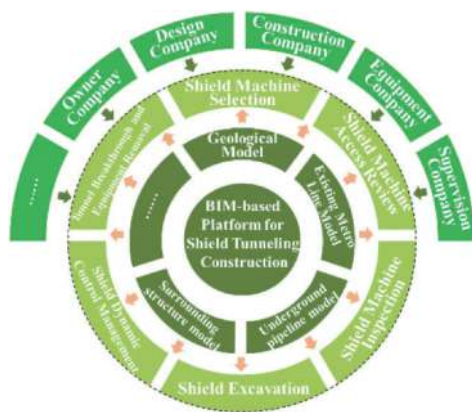 ......
Owner
Company
Design
Company
Construction
Company
Equipment
Company
Supervision
Company
Tunnel Breakthrough and
Equipment Removal
Shield Machine
Selection
Shield Machine
Access Review
Shield Machine
Inspection
Shield Excavation
Shield Dynamic
Control Management
......
Geological
Model
Existing Metro
Line Model
Underground
pipeline model
Surrounding
structure model
BIM-based
Platform for
Shield Tunneling
Construction